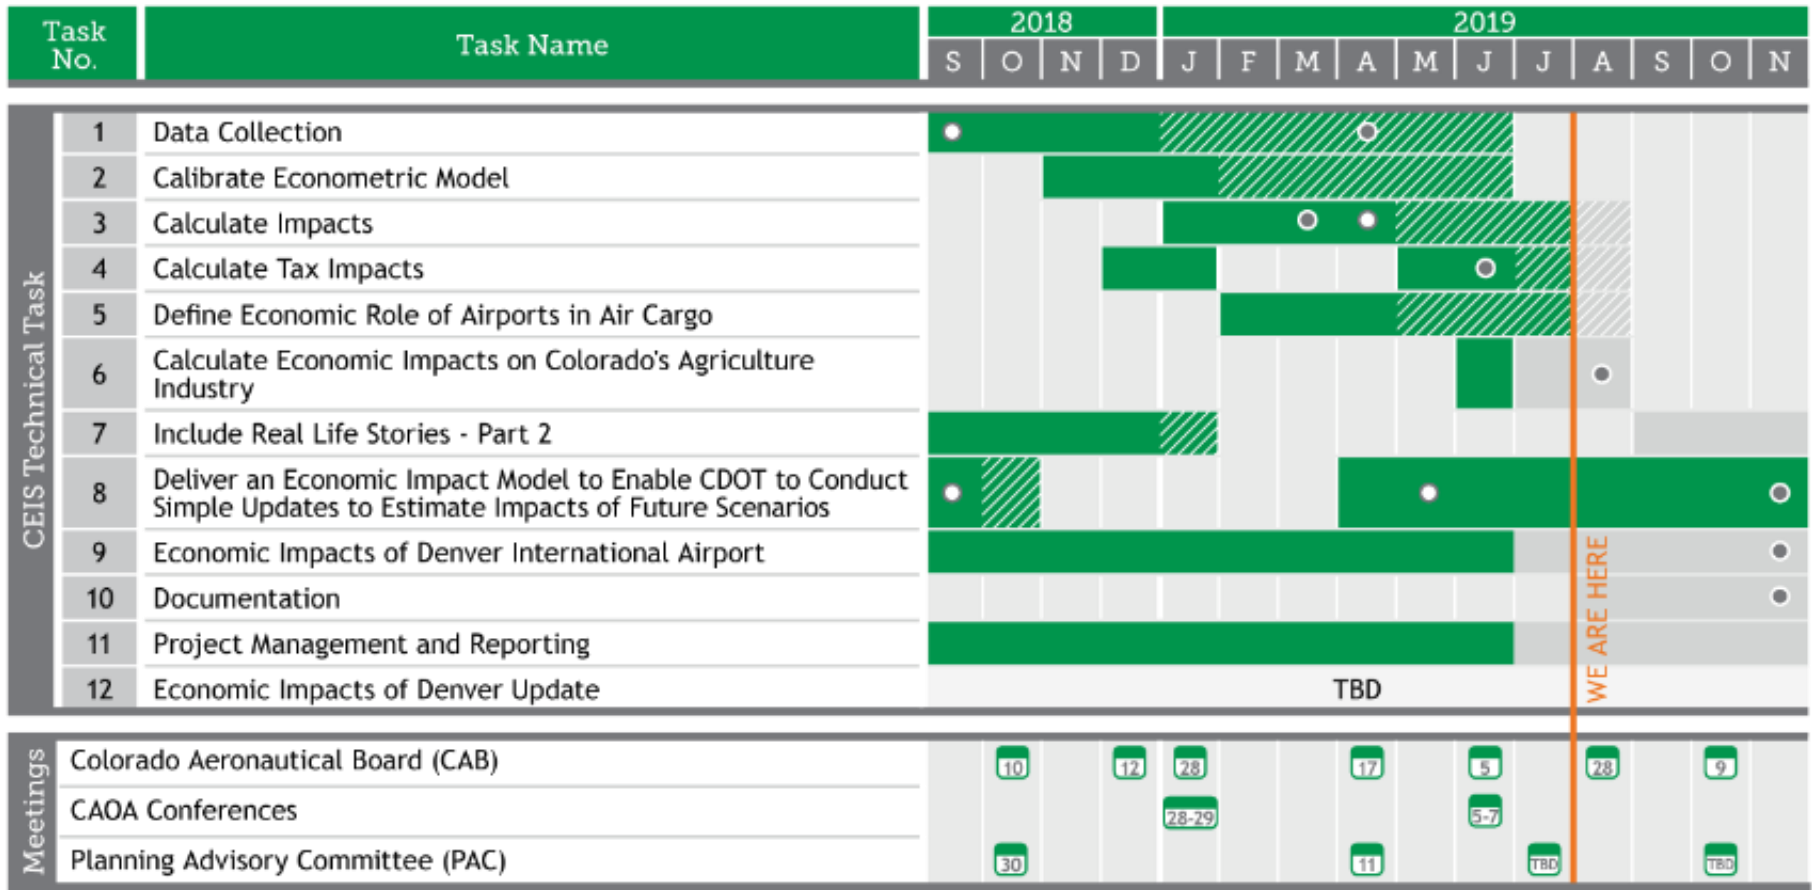 Task No.
Task Name
2018
2019
S O N D J F M A M J J A S O N
CEIS Technical Task
1 Data Collection
2 Calibrate Econometric Model
3 Calculate Impacts
4 Calculate Tax Impacts
5 Define Economic Role of Airports in Air Cargo
6 Calculate Economic Impacts on Colorado's Agriculture
Industry
7 Include Real Life Stories - Part 2
8 Deliver an Economic Impact Model to Enable CDOT to Conduct
Simple Updates to Estimate Impacts of Future Scenarios
9 Economic Impacts of Denver International Airport
10 Documentation
11 Project Management and Reporting
12 Economic Impacts of Denver Update TBD
WE ARE HERE
Meetings
Colorado Aeronautical Board (CAB) 10 12 28 17 5 28 9
CAOA Conferences 28-29 5-7
Planning Advisory Committee (PAC) 30 11 TBD TBD